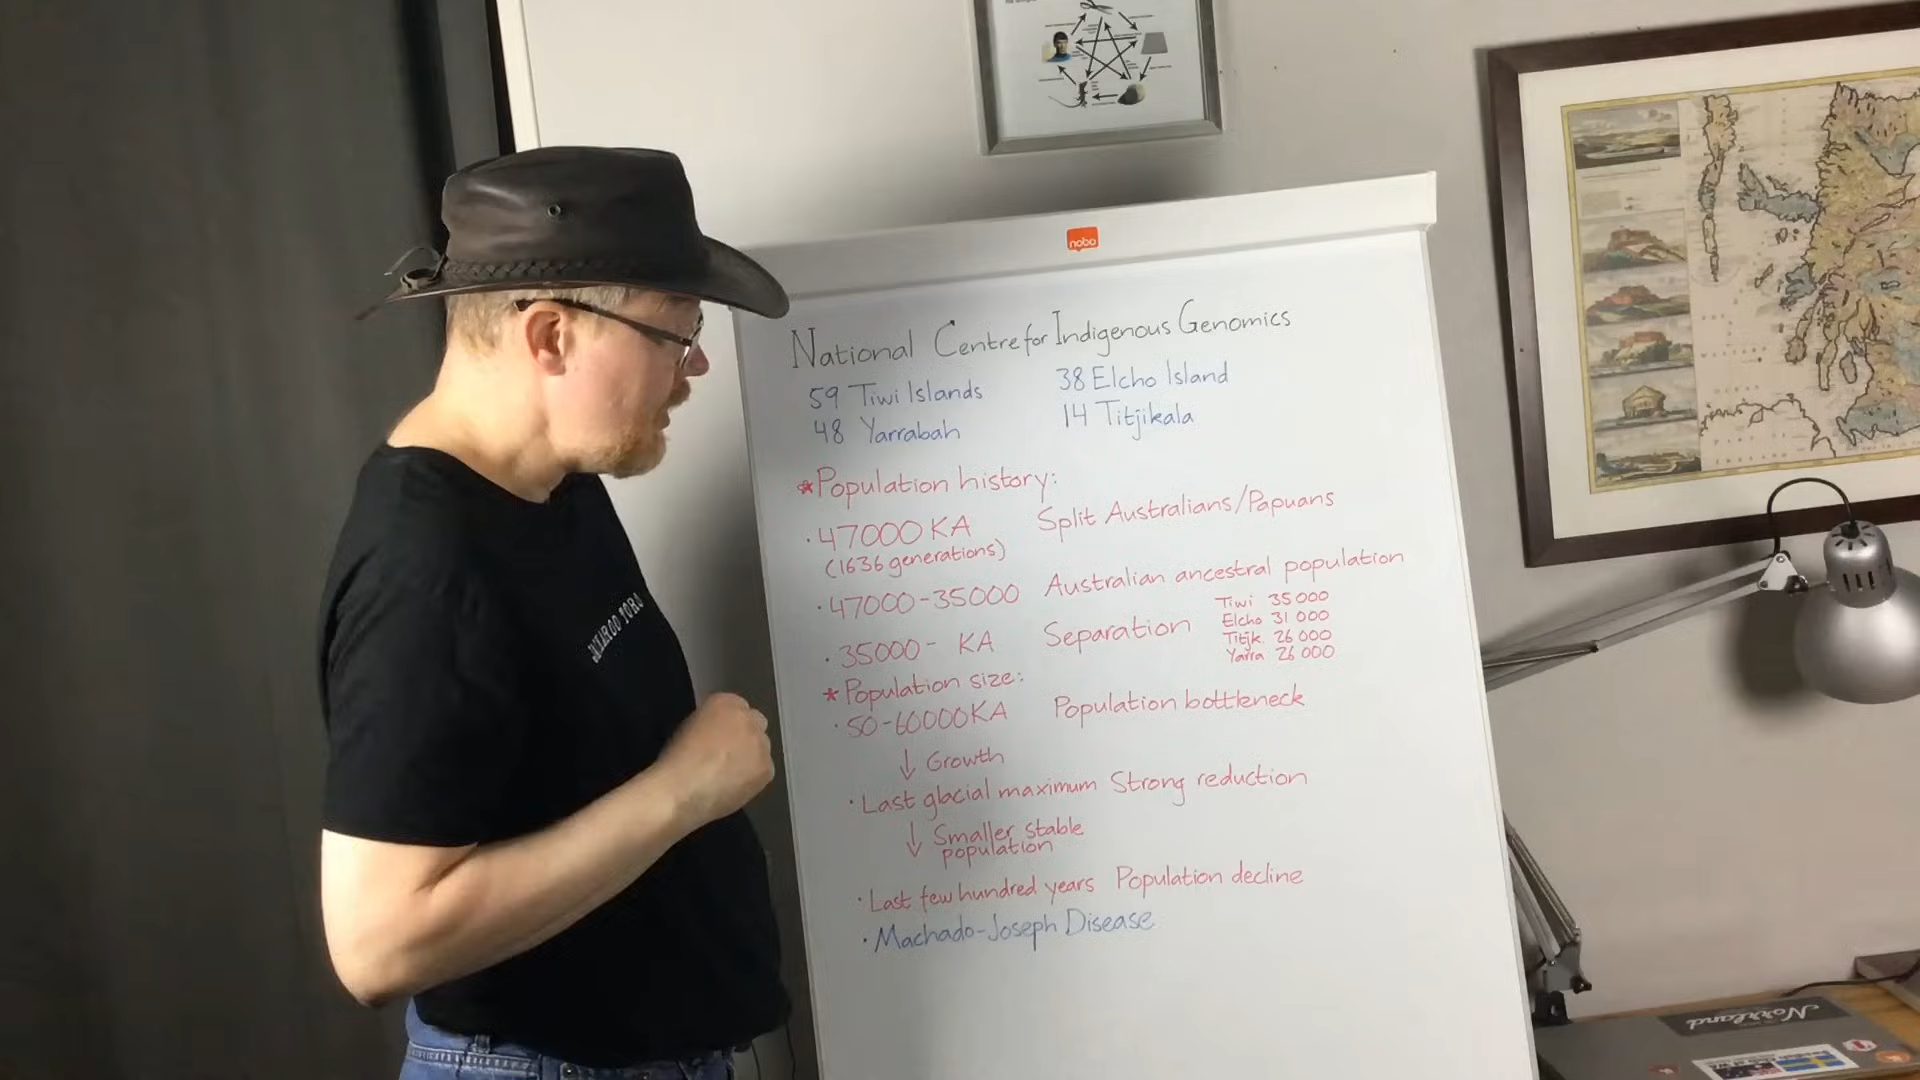 nobo
National Centre for Indigenous Genomics
59 Tiwi Islands 38 Elcho Island
48 Yarrabah 14 Titjikala
*Population history:
· 47000 KA Split Australians/Papuans
(1636 generations)
· 47000-35000 Australian ancestral population
· 35000- KA Separation
Tiwi 35 000
Elcho 31 000
Titjk. 26 000
Yarra 26 000
* Population size:
· 50-60000 KA Population bottleneck
↓ Growth
· Last glacial maximum Strong reduction
↓ Smaller stable
population
· Last few hundred years Population decline
· Machado-Joseph Disease
Norrland